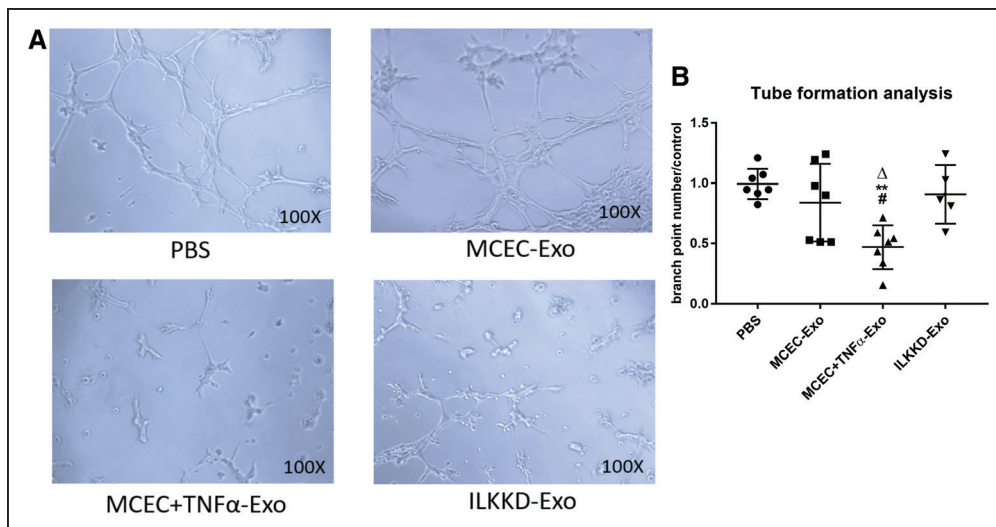 A
100X
PBS
100X
MCEC-Exo
100X
MCEC+TNFα-Exo
100X
ILKKD-Exo
B
Tube formation analysis
branch point number/control
1.5
1.0
0.5
0.0
Δ
**
#
PBS
MCEC-Exo
MCEC+TNFα-Exo
ILKKD-Exo